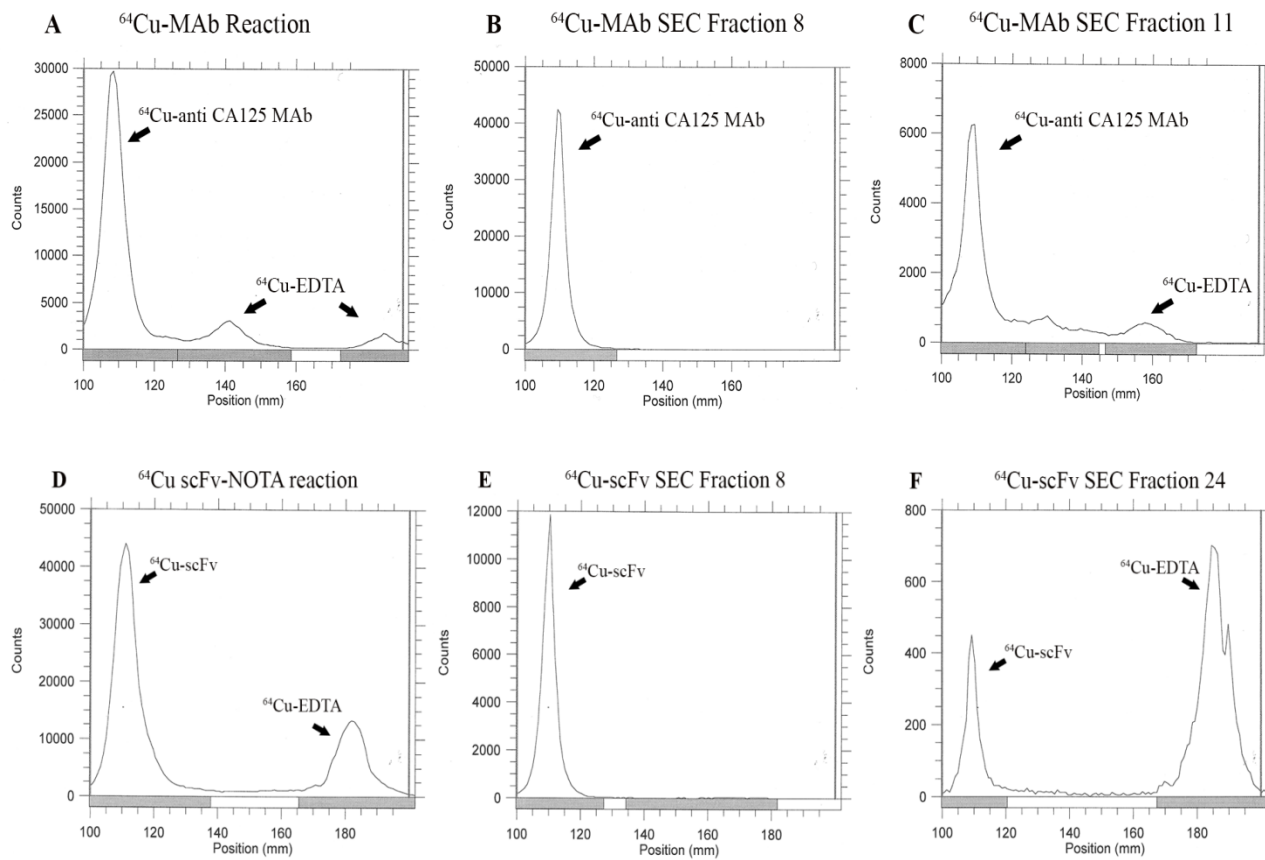 A ⁶⁴Cu-MAb Reaction
30000
25000
20000
15000
10000
5000
0
Counts
⁶⁴Cu-anti CA125 MAb
⁶⁴Cu-EDTA
100 120 140 160
Position (mm)
B ⁶⁴Cu-MAb SEC Fraction 8
50000
45000
40000
35000
30000
25000
20000
15000
10000
5000
0
Counts
⁶⁴Cu-anti CA125 MAb
100 120 140 160
Position (mm)
C ⁶⁴Cu-MAb SEC Fraction 11
8000
6000
4000
2000
0
Counts
⁶⁴Cu-anti CA125 MAb
⁶⁴Cu-EDTA
100 120 140 160
Position (mm)
D ⁶⁴Cu scFv-NOTA reaction
50000
40000
30000
20000
10000
0
Counts
⁶⁴Cu-scFv
⁶⁴Cu-EDTA
100 120 140 160 180
Position (mm)
E ⁶⁴Cu-scFv SEC Fraction 8
12000
10000
8000
6000
4000
2000
0
Counts
⁶⁴Cu-scFv
100 120 140 160 180
Position (mm)
⁶⁴Cu-scFv SEC Fraction 24 F
800
600
400
200
0
Counts
⁶⁴Cu-EDTA
⁶⁴Cu-scFv
100 120 140 160 180
Position (mm)